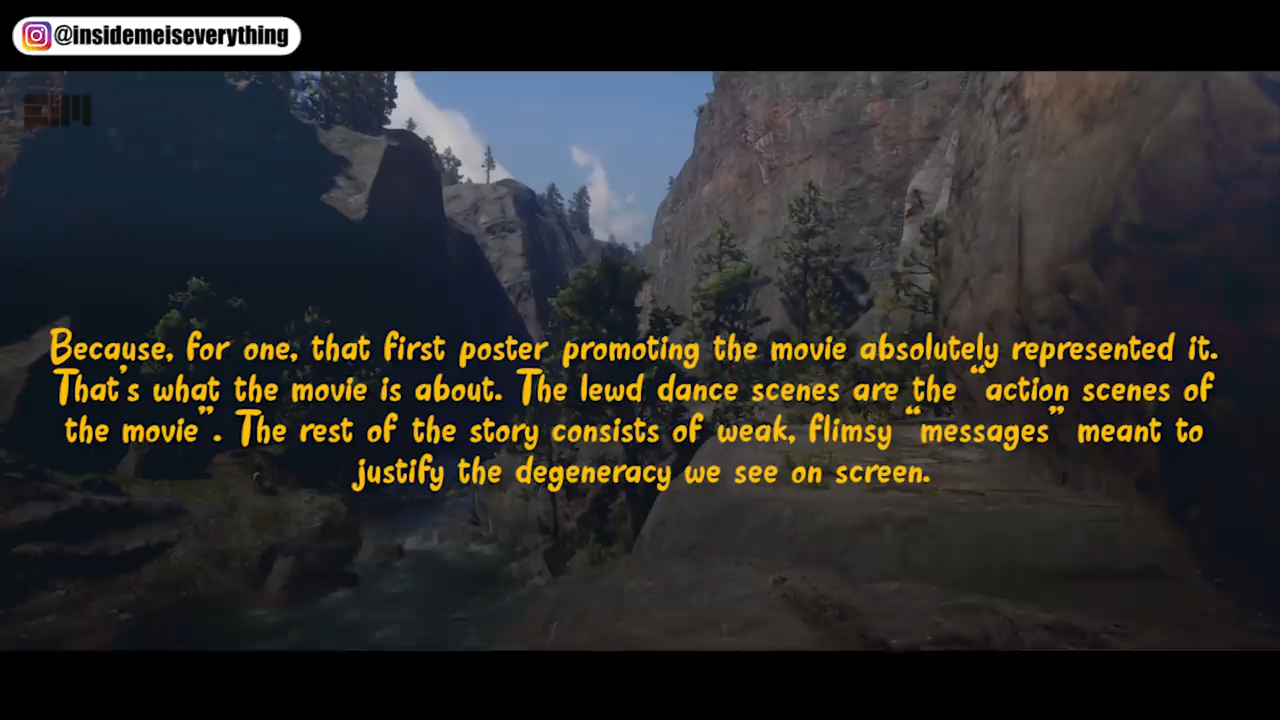 @insidemeiseverything
Because, for one, that first poster promoting the movie absolutely represented it.
That's what the movie is about. The lewd dance scenes are the “action scenes of
the movie”. The rest of the story consists of weak, flimsy “messages” meant to
justify the degeneracy we see on screen.